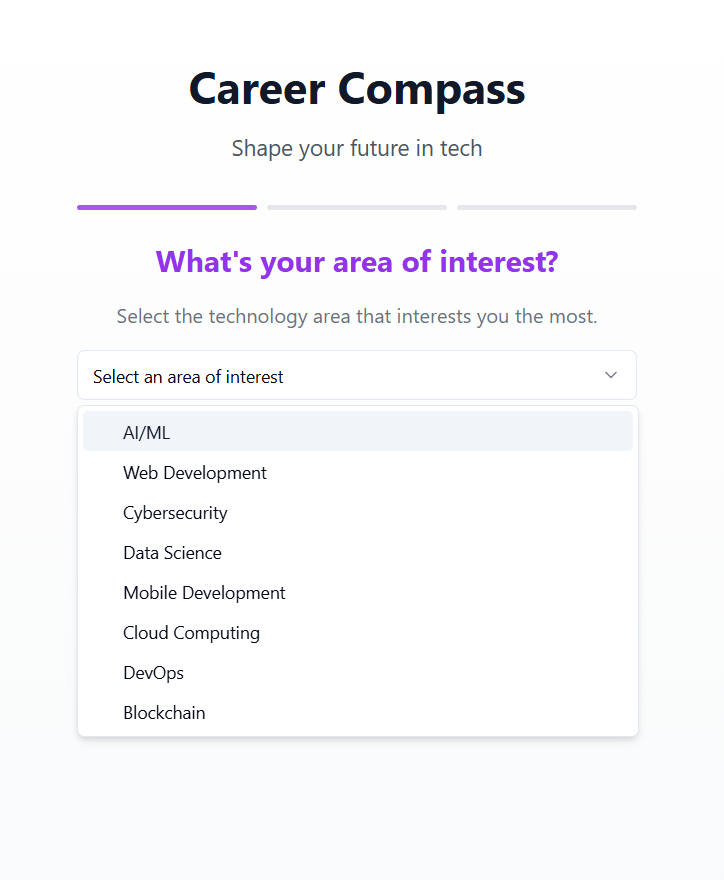 Career Compass
Shape your future in tech
What's your area of interest?
Select the technology area that interests you the most.
Select an area of interest
AI/ML
Web Development
Cybersecurity
Data Science
Mobile Development
Cloud Computing
DevOps
Blockchain